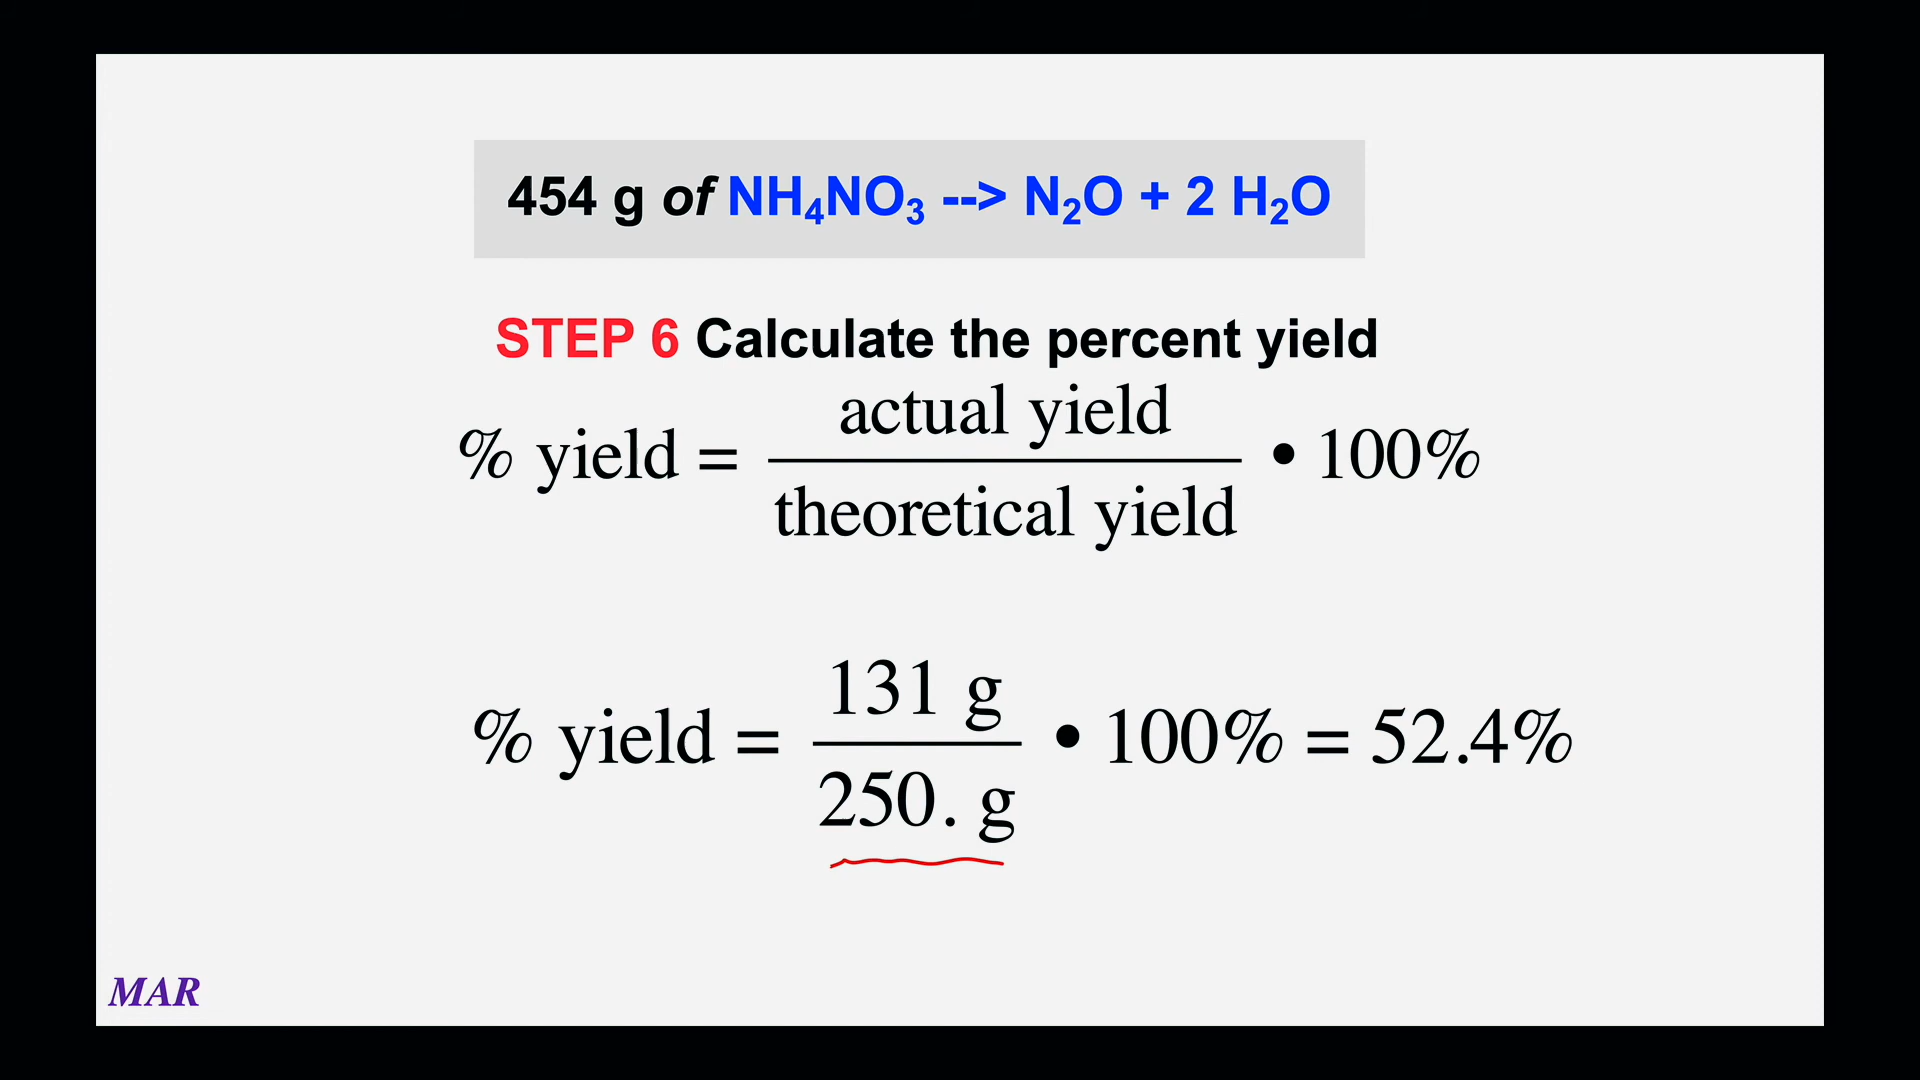 454 g of NH₄NO₃ --> N₂O + 2 H₂O
STEP 6 Calculate the percent yield
% yield = actual yield / theoretical yield • 100%
% yield = 131 g / 250. g • 100% = 52.4%
MAR